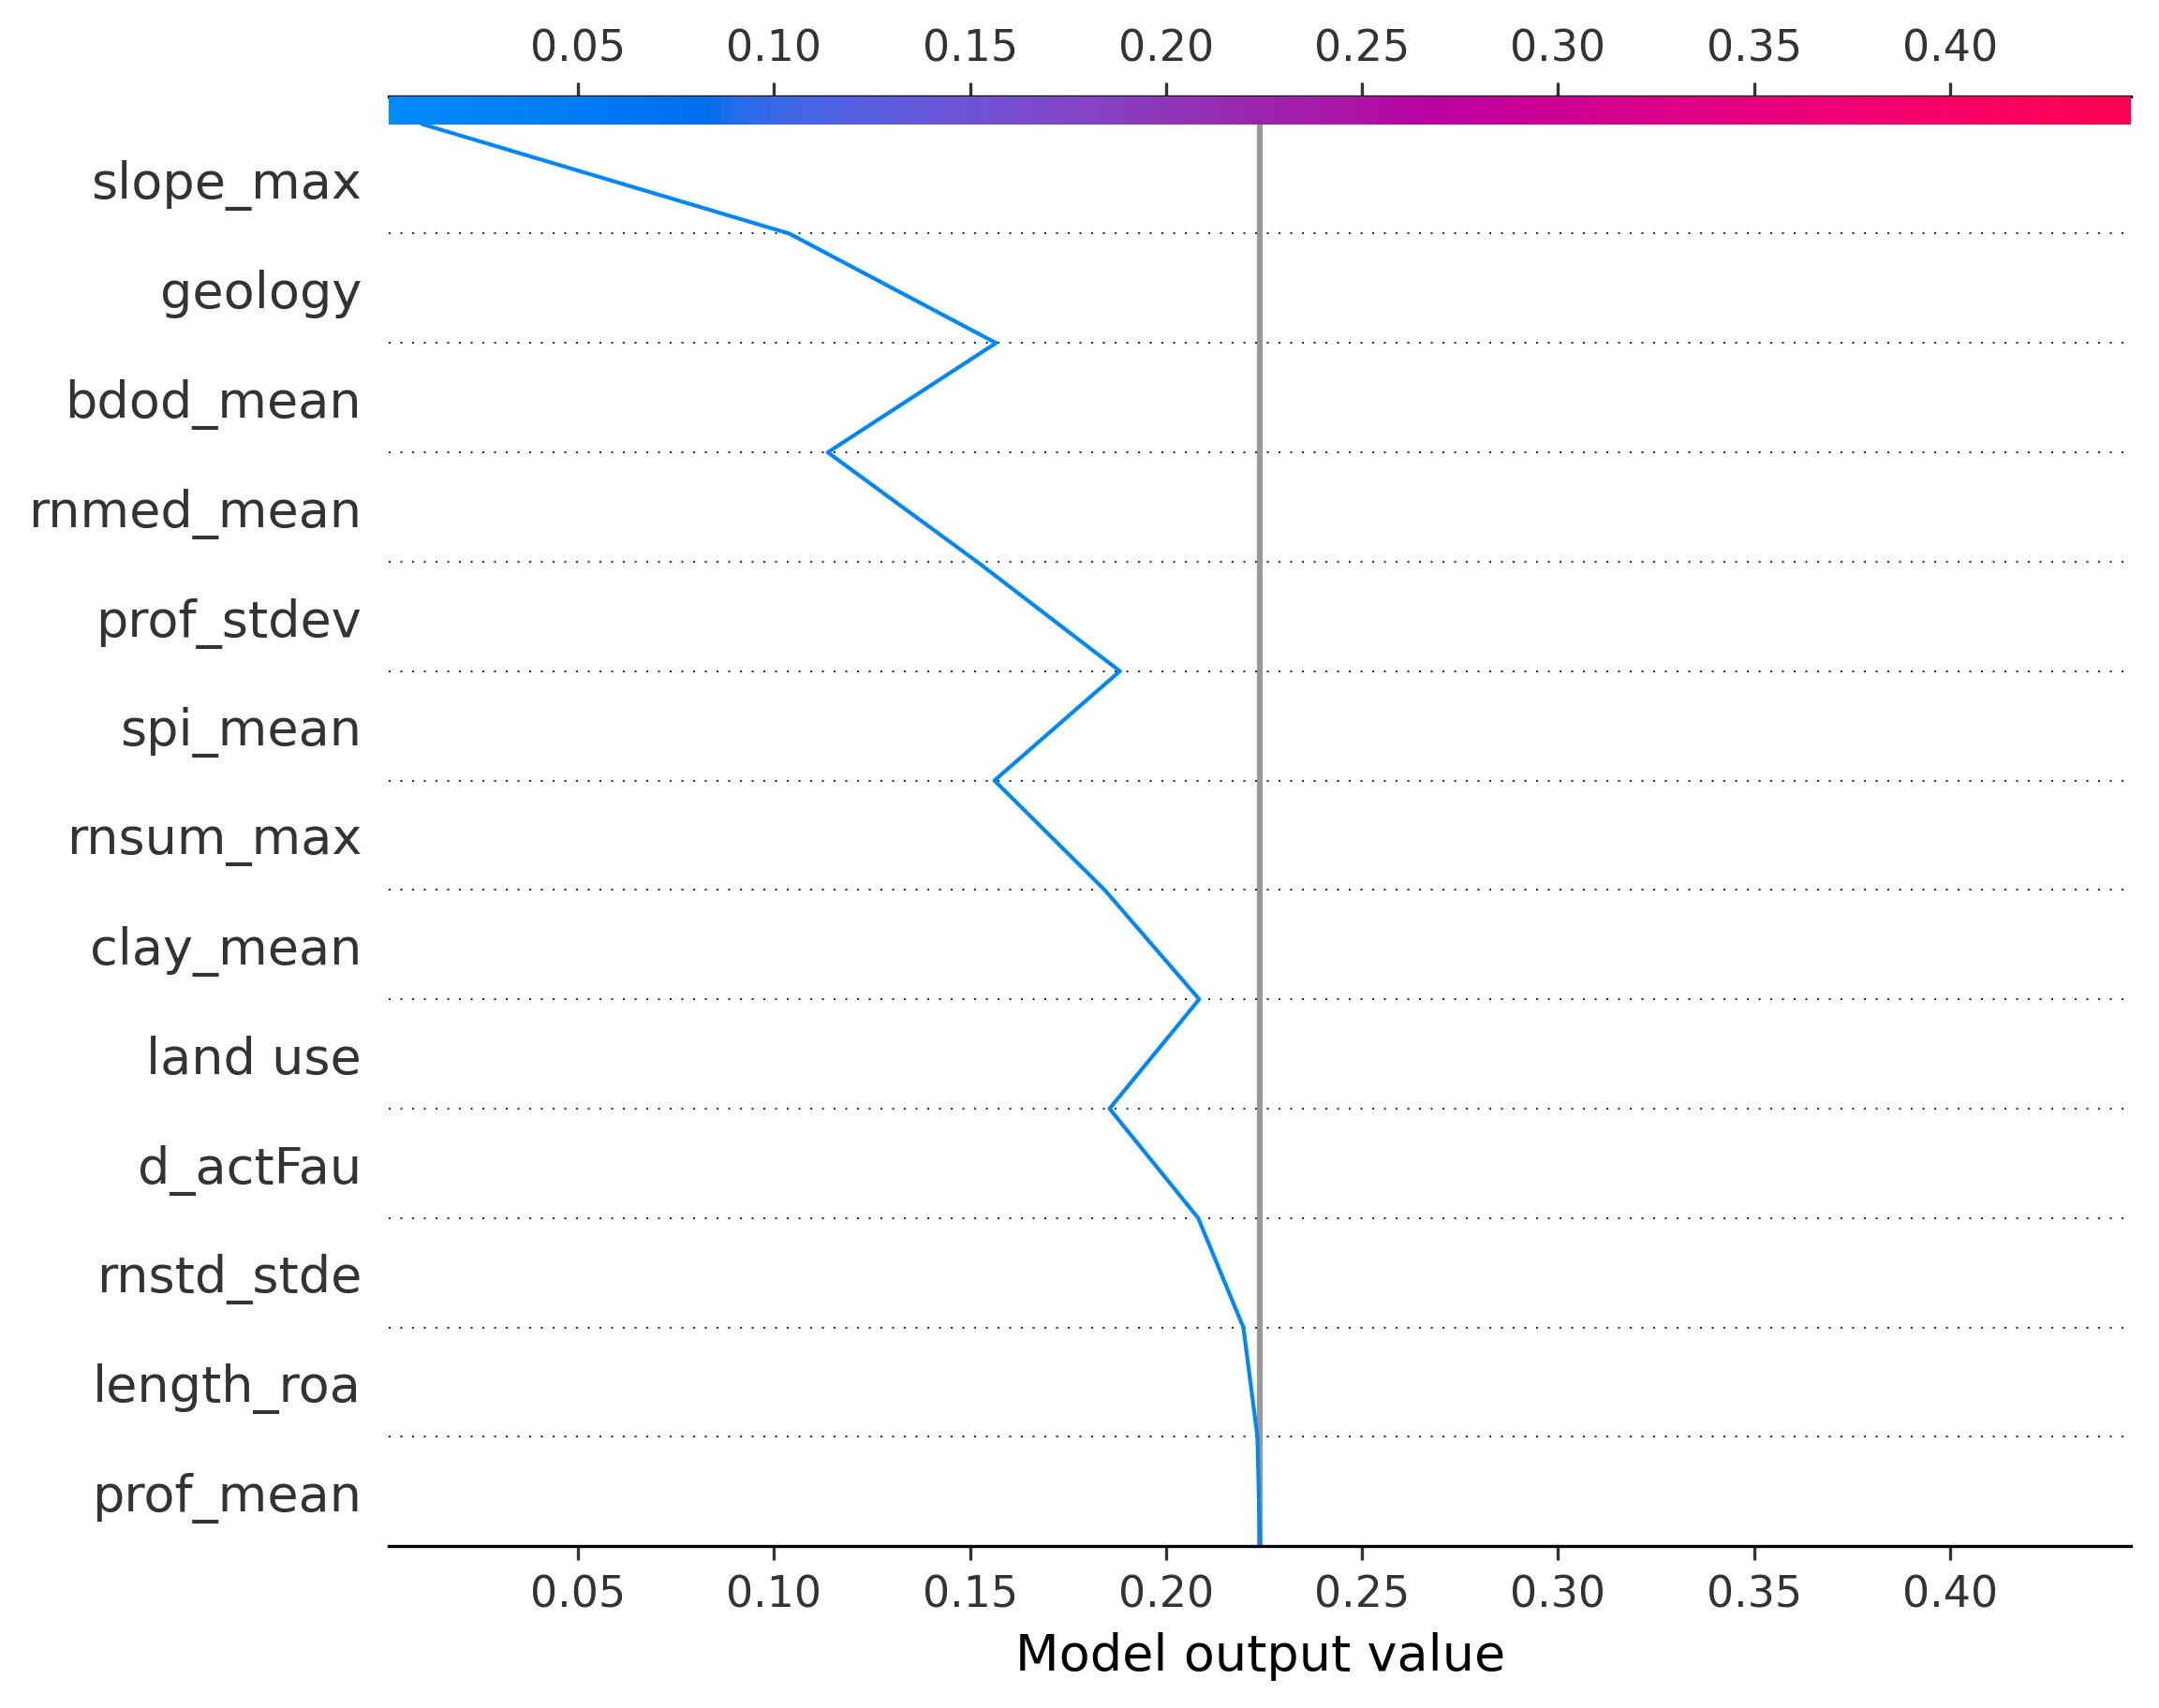 0.05 0.10 0.15 0.20 0.25 0.30 0.35 0.40
slope_max
geology
bdod_mean
rnmed_mean
prof_stdev
spi_mean
rnsum_max
clay_mean
land use
d_actFau
rnstd_stde
length_roa
prof_mean
0.05 0.10 0.15 0.20 0.25 0.30 0.35 0.40
Model output value